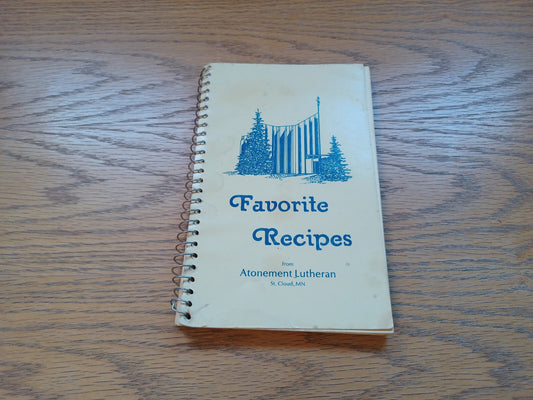 Favorite
Recipes
from
Atonement Lutheran
St. Cloud, MN